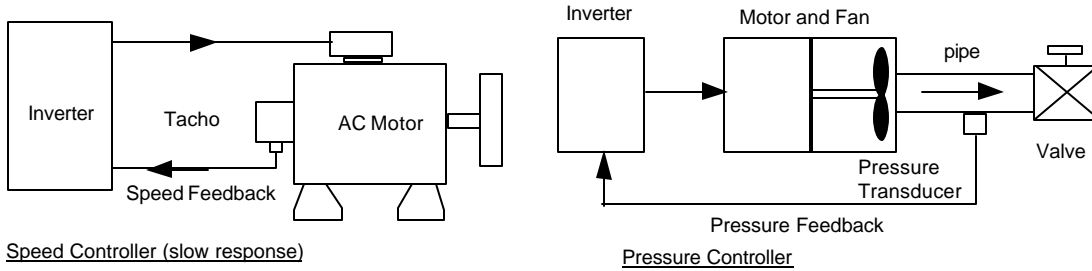 Inverter
Tacho
AC Motor
Speed Feedback
Speed Controller (slow response)
Inverter
Motor and Fan
pipe
Valve
Pressure
Transducer
Pressure Feedback
Pressure Controller